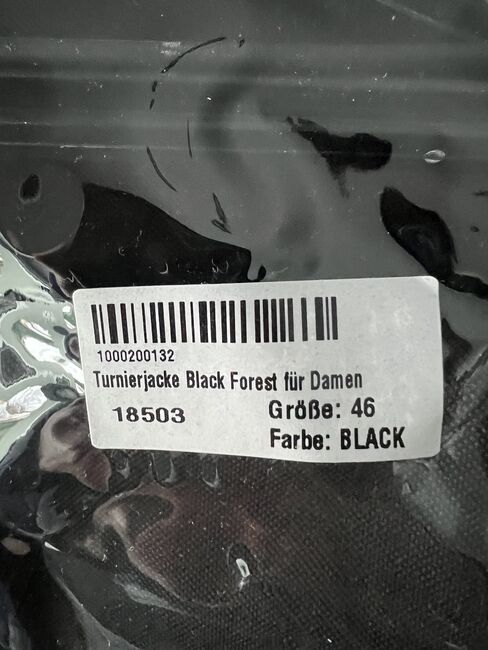 1000200132
Turnierjacke Black Forest für Damen
18503 Größe: 46
Farbe: BLACK